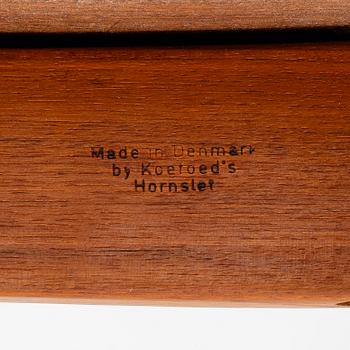 Made in Denmark
by Koefoed's
Hornslet